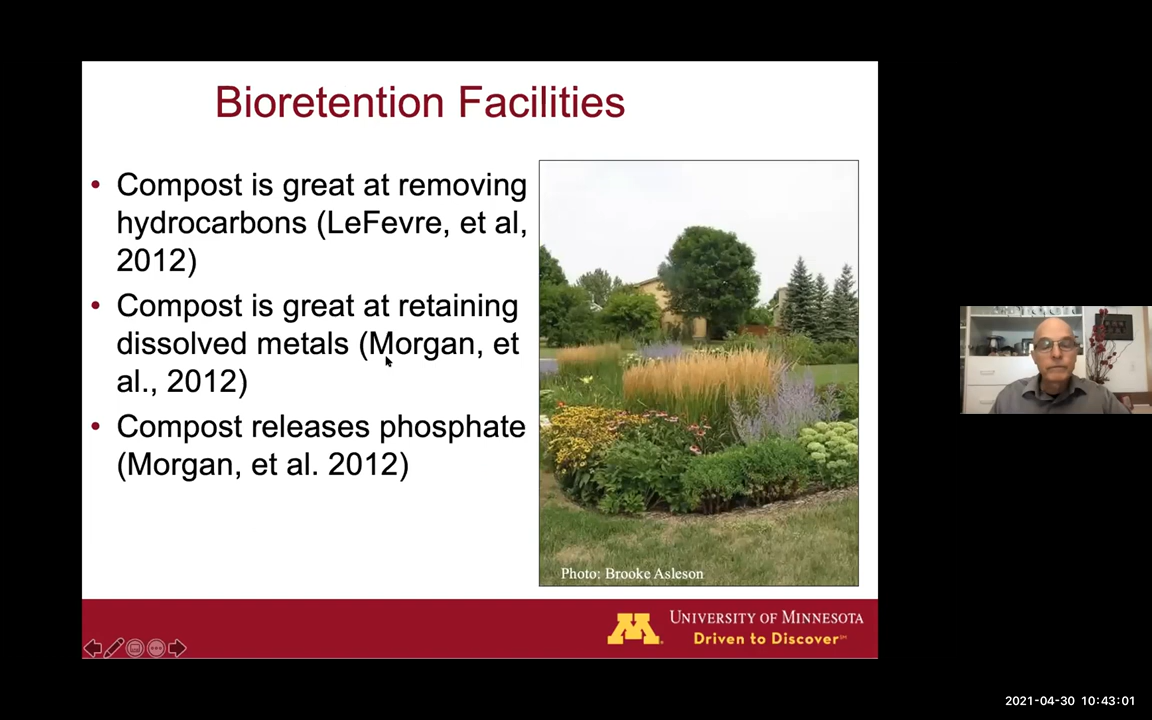 Bioretention Facilities
• Compost is great at removing
hydrocarbons (LeFevre, et al,
2012)
• Compost is great at retaining
dissolved metals (Morgan, et
al., 2012)
• Compost releases phosphate
(Morgan, et al. 2012)
Photo: Brooke Asleson
UNIVERSITY OF MINNESOTA
Driven to Discover℠
2021-04-30 10:43:01